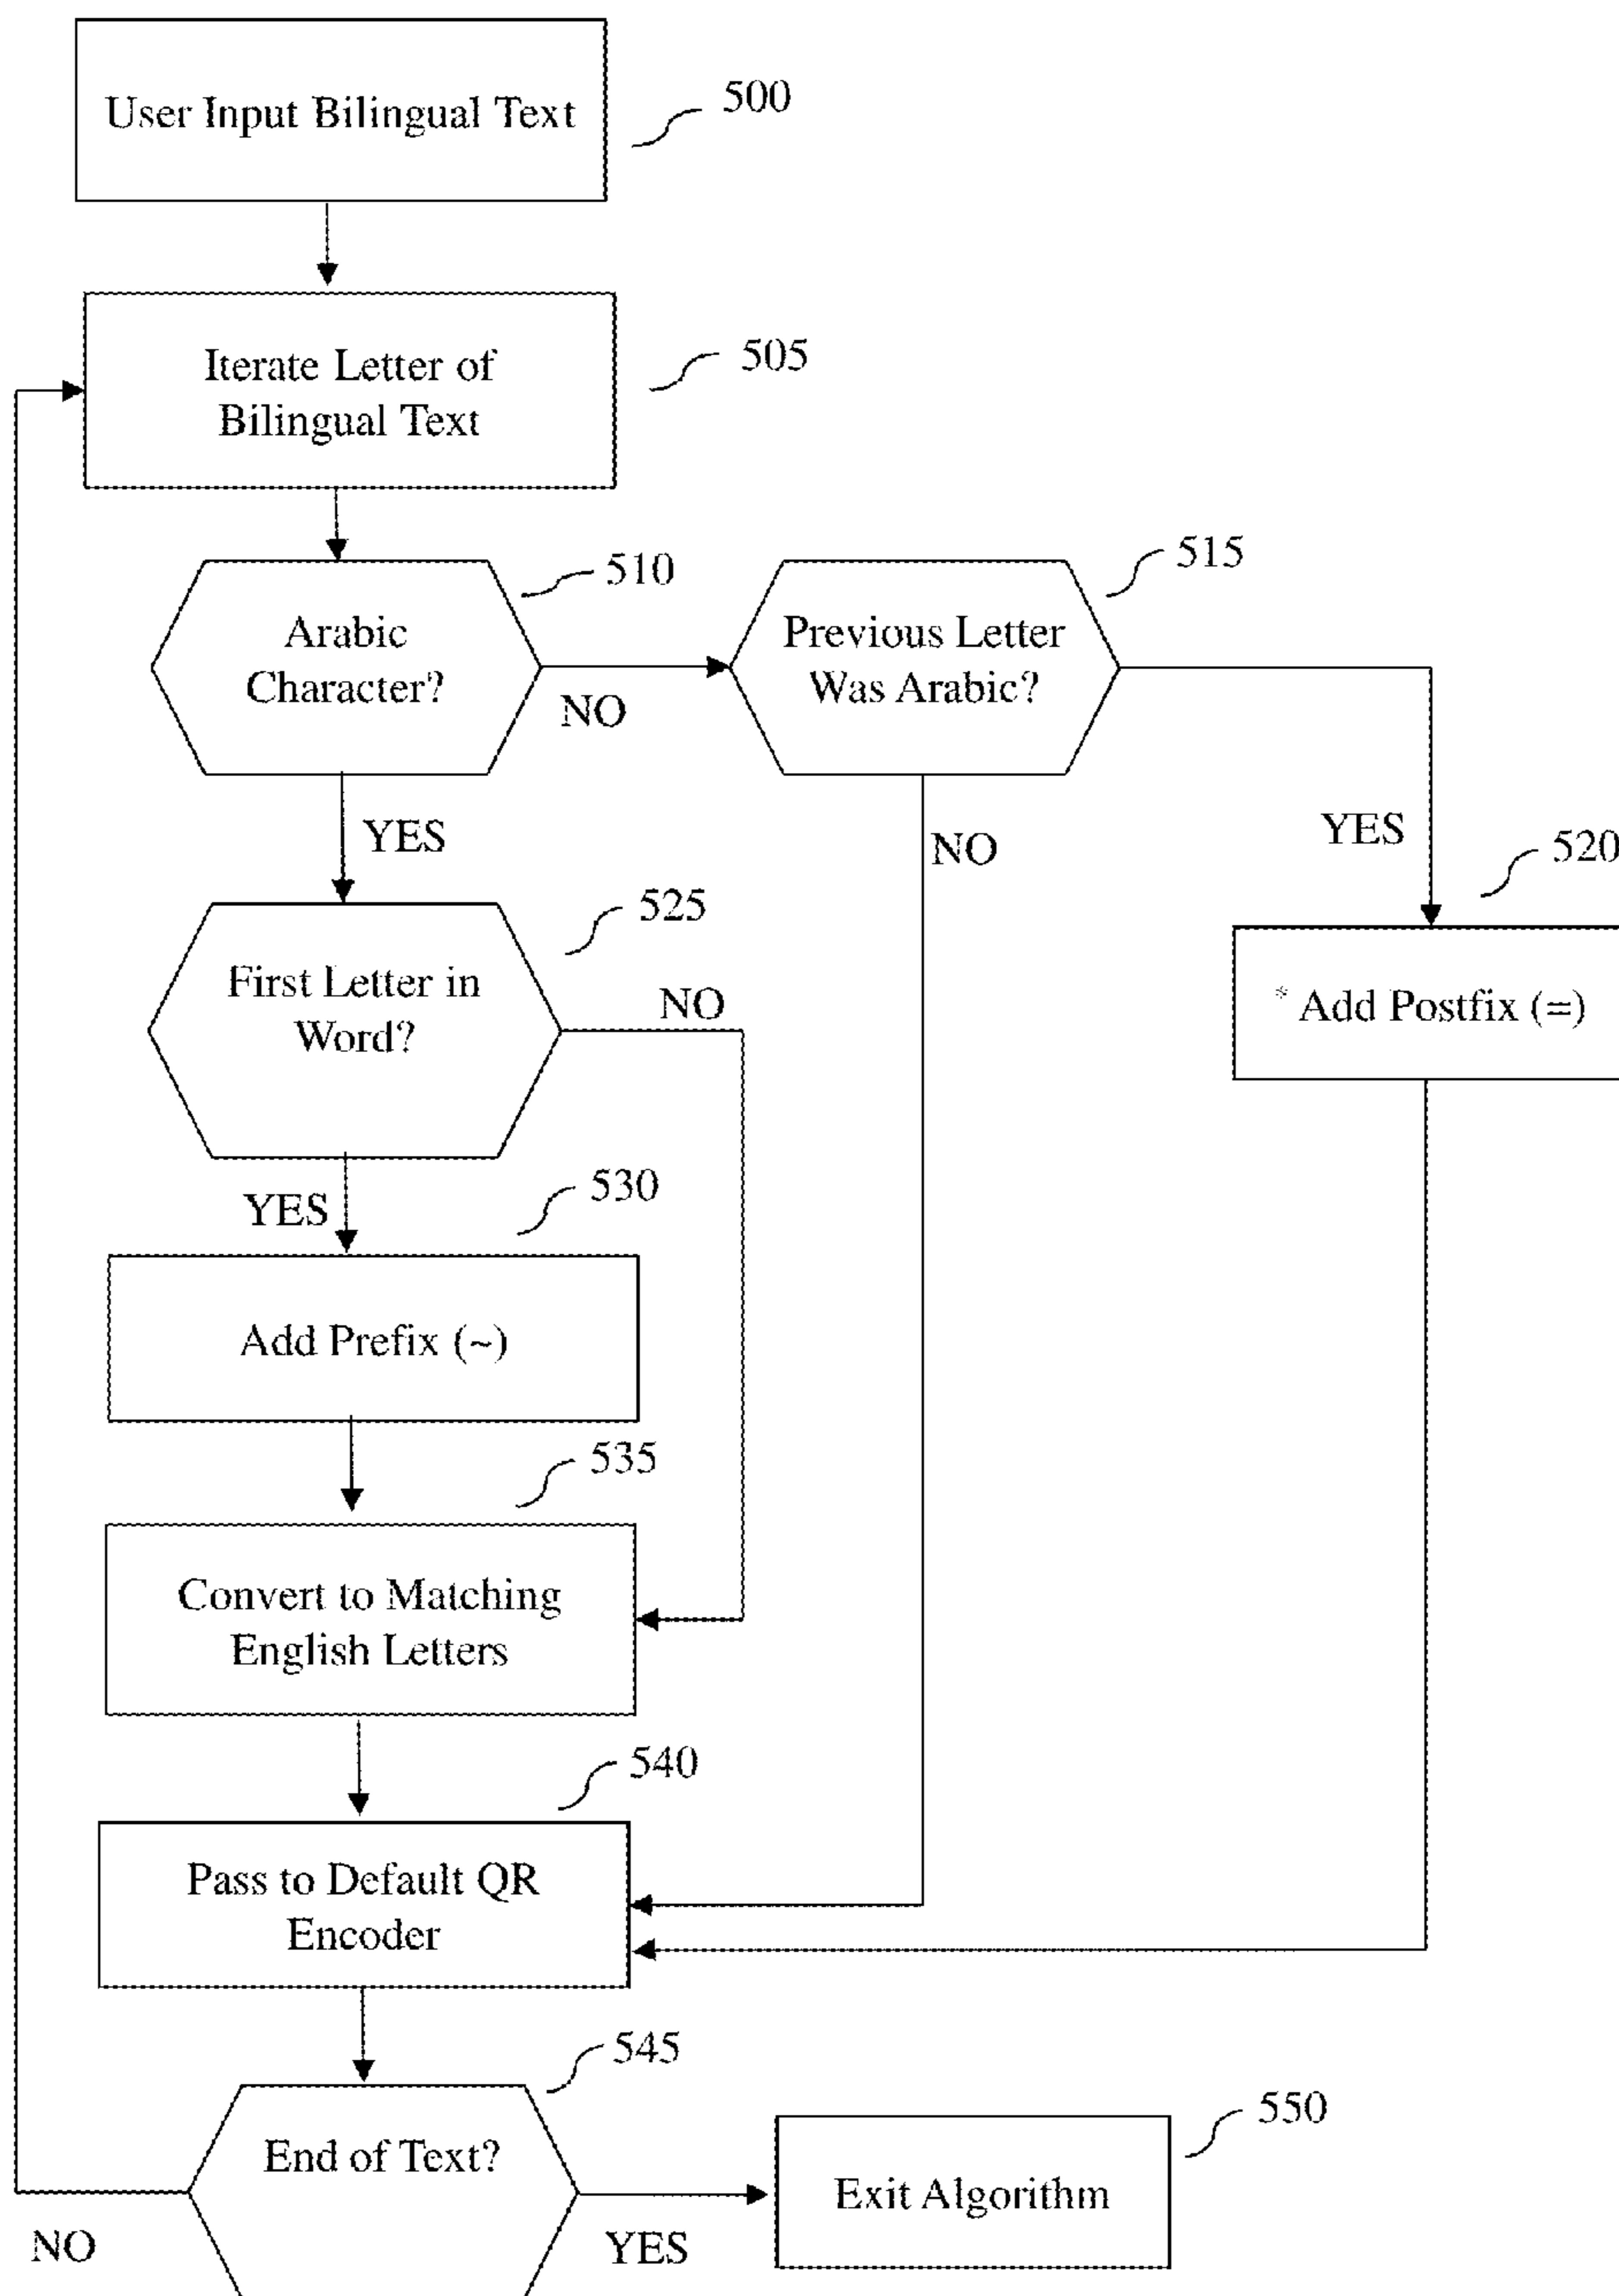 User Input Bilingual Text
500
Iterate Letter of
Bilingual Text
505
Arabic
Character?
510
NO
Previous Letter
Was Arabic?
515
YES
NO
YES
520
* Add Postfix (=)
First Letter in
Word?
525
NO
YES
530
Add Prefix (~)
535
Convert to Matching
English Letters
540
Pass to Default QR
Encoder
545
End of Text?
NO
YES
550
Exit Algorithm